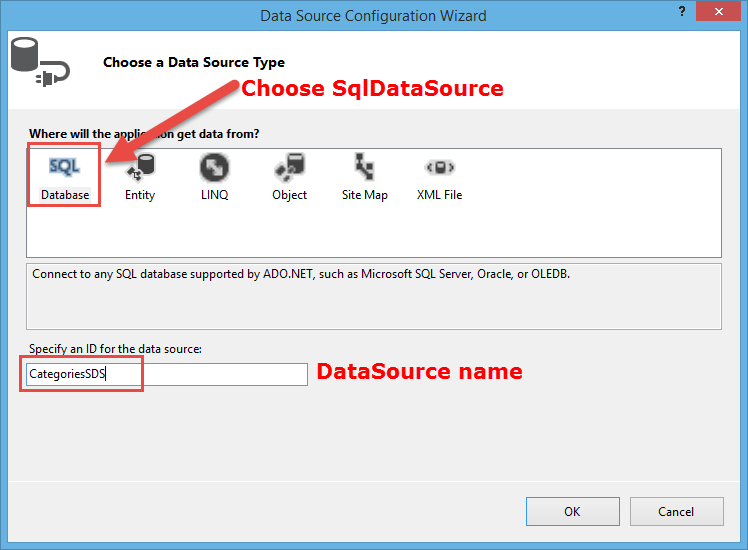 Data Source Configuration Wizard
?
Choose a Data Source Type
Choose SqlDataSource
Where will the application get data from?
SQL
Database
Entity
LINQ
Object
Site Map
XML File
Connect to any SQL database supported by ADO.NET, such as Microsoft SQL Server, Oracle, or OLEDB.
Specify an ID for the data source:
CategoriesSDS
DataSource name
OK
Cancel